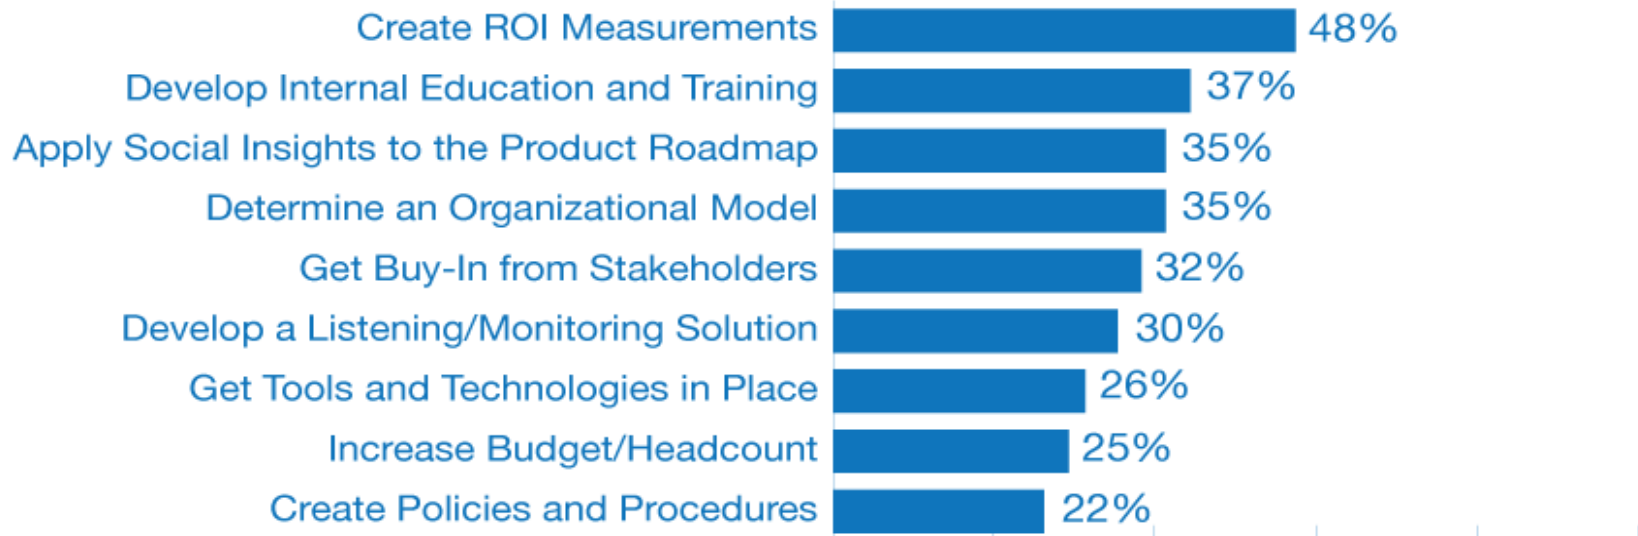 Create ROI Measurements 48%
Develop Internal Education and Training 37%
Apply Social Insights to the Product Roadmap 35%
Determine an Organizational Model 35%
Get Buy-In from Stakeholders 32%
Develop a Listening/Monitoring Solution 30%
Get Tools and Technologies in Place 26%
Increase Budget/Headcount 25%
Create Policies and Procedures 22%